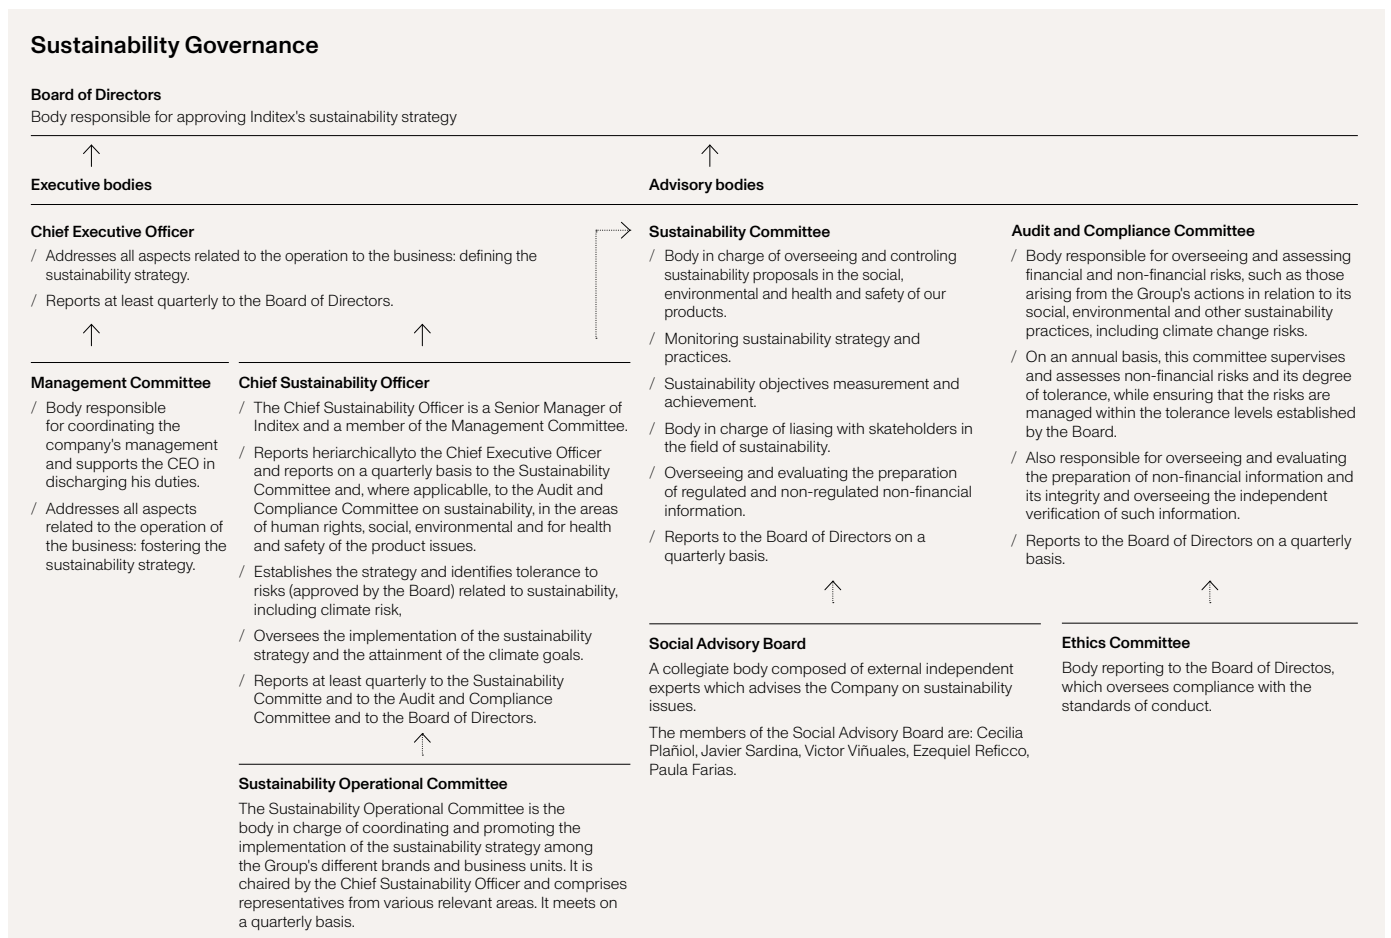 Sustainability Governance
Board of Directors
Body responsible for approving Inditex's sustainability strategy
Executive bodies
Advisory bodies
Chief Executive Officer
/ Addresses all aspects related to the operation to the business: defining the
sustainability strategy.
/ Reports at least quarterly to the Board of Directors.
Management Committee
/ Body responsible
for coordinating the
company's management
and supports the CEO in
discharging his duties.
/ Addresses all aspects
related to the operation of
the business: fostering the
sustainability strategy.
Chief Sustainability Officer
/ The Chief Sustainability Officer is a Senior Manager of
Inditex and a member of the Management Committee.
/ Reports heriarchicallyto the Chief Executive Officer
and reports on a quarterly basis to the Sustainability
Committee and, where applicablle, to the Audit and
Compliance Committee on sustainability, in the areas
of human rights, social, environmental and for health
and safety of the product issues.
/ Establishes the strategy and identifies tolerance to
risks (approved by the Board) related to sustainability,
including climate risk,
/ Oversees the implementation of the sustainability
strategy and the attainment of the climate goals.
/ Reports at least quarterly to the Sustainability
Committe and to the Audit and Compliance
Committee and to the Board of Directors.
Sustainability Operational Committee
The Sustainability Operational Committee is the
body in charge of coordinating and promoting the
implementation of the sustainability strategy among
the Group's different brands and business units. It is
chaired by the Chief Sustainability Officer and comprises
representatives from various relevant areas. It meets on
a quarterly basis.
Sustainability Committee
/ Body in charge of overseeing and controling
sustainability proposals in the social,
environmental and health and safety of our
products.
/ Monitoring sustainability strategy and
practices.
/ Sustainability objectives measurement and
achievement.
/ Body in charge of liasing with skateholders in
the field of sustainability.
/ Overseeing and evaluating the preparation
of regulated and non-regulated non-financial
information.
/ Reports to the Board of Directors on a
quarterly basis.
Social Advisory Board
A collegiate body composed of external independent
experts which advises the Company on sustainability
issues.
The members of the Social Advisory Board are: Cecilia
Plañiol, Javier Sardina, Victor Viñuales, Ezequiel Reficco,
Paula Farias.
Audit and Compliance Committee
/ Body responsible for overseeing and assessing
financial and non-financial risks, such as those
arising from the Group's actions in relation to its
social, environmental and other sustainability
practices, including climate change risks.
/ On an annual basis, this committee supervises
and assesses non-financial risks and its degree
of tolerance, while ensuring that the risks are
managed within the tolerance levels established
by the Board.
/ Also responsible for overseeing and evaluating
the preparation of non-financial information and
its integrity and overseeing the independent
verification of such information.
/ Reports to the Board of Directors on a quarterly
basis.
Ethics Committee
Body reporting to the Board of Directos,
which oversees compliance with the
standards of conduct.